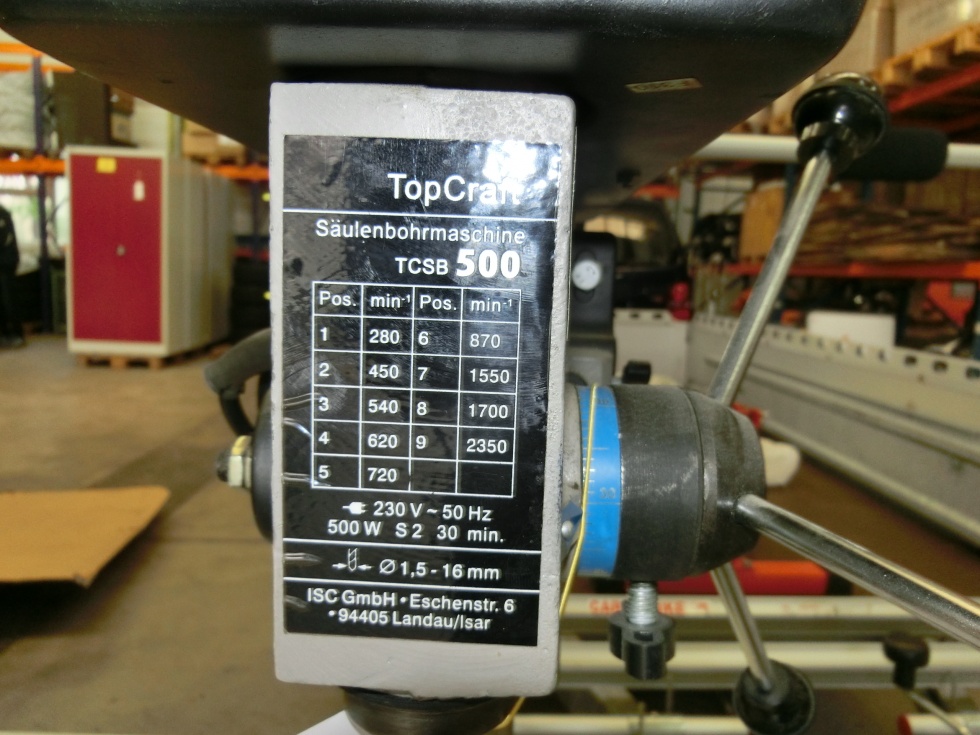 TopCraft
Säulenbohrmaschine
TCSB 500
Pos. min⁻¹ Pos. min⁻¹
1 280 6 870
2 450 7 1550
3 540 8 1700
4 620 9 2350
5 720
230 V ~ 50 Hz
500 W S 2 30 min.
Ø 1,5 - 16 mm
ISC GmbH • Eschenstr. 6
• 94405 Landau/Isar